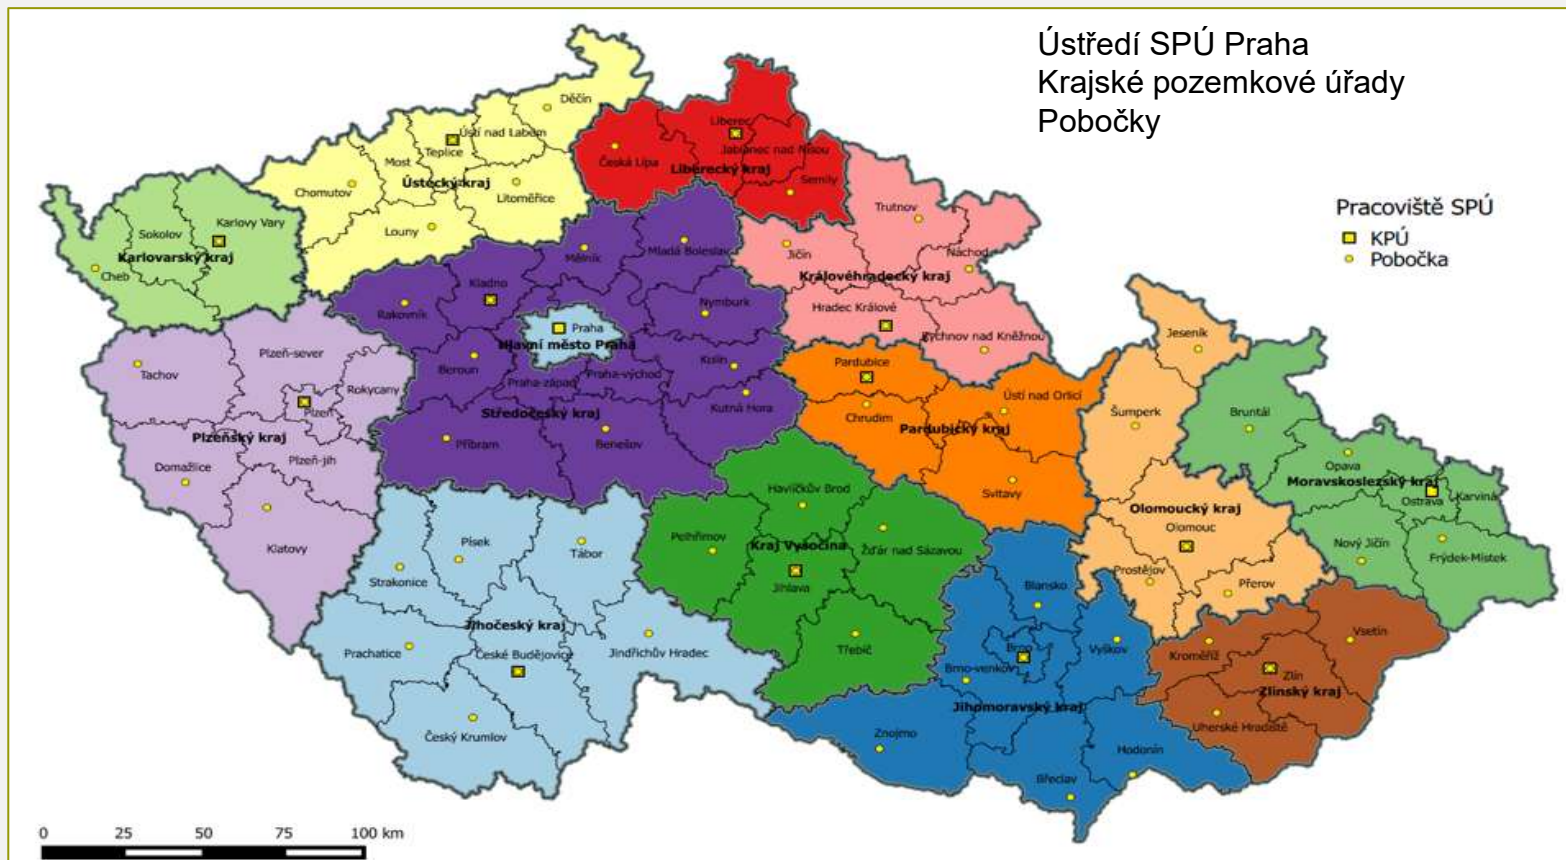 Ústředí SPÚ Praha
Krajské pozemkové úřady
Pobočky
Pracoviště SPÚ
KPÚ
Pobočka
Děčín
Ústí nad Labem
Teplice
Most
Chomutov
Ústecký kraj
Litoměřice
Louny
Liberec
Jablonec nad Nisou
Česká Lípa
Liberecký kraj
Semily
Karlovy Vary
Sokolov
Karlovarský kraj
Cheb
Trutnov
Jičín
Náchod
Královéhradecký kraj
Hradec Králové
Rychnov nad Kněžnou
Mělník
Mladá Boleslav
Kladno
Rakovník
Nymburk
Praha
Hlavní město Praha
Beroun
Praha-západ
Praha-východ
Kolín
Kutná Hora
Středočeský kraj
Příbram
Benešov
Plzeň-sever
Tachov
Rokycany
Plzeň
Plzeňský kraj
Plzeň-jih
Domažlice
Klatovy
Pardubice
Chrudim
Ústí nad Orlicí
Pardubický kraj
Svitavy
Jeseník
Šumperk
Olomoucký kraj
Olomouc
Prostějov
Přerov
Bruntál
Opava
Moravskoslezský kraj
Ostrava
Karviná
Nový Jičín
Frýdek-Místek
Havlíčkův Brod
Pelhřimov
Kraj Vysočina
Žďár nad Sázavou
Jihlava
Třebíč
Písek
Tábor
Strakonice
Jihočeský kraj
Prachatice
České Budějovice
Jindřichův Hradec
Český Krumlov
Blansko
Brno
Vyškov
Brno-venkov
Jihomoravský kraj
Znojmo
Hodonín
Břeclav
Vsetín
Kroměříž
Zlín
Zlínský kraj
Uherské Hradiště
0 25 50 75 100 km